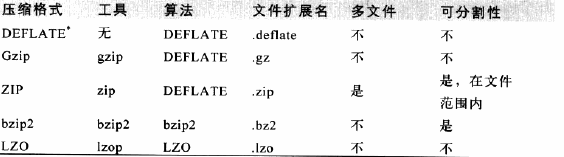 压缩格式 工具 算法 文件扩展名 多文件 可分割性
DEFLATE* 无 DEFLATE .deflate 不 不
Gzip gzip DEFLATE .gz 不 不
ZIP zip DEFLATE .zip 是 是，在文件
范围内
bzip2 bzip2 bzip2 .bz2 不 是
LZO lzop LZO .lzo 不 不